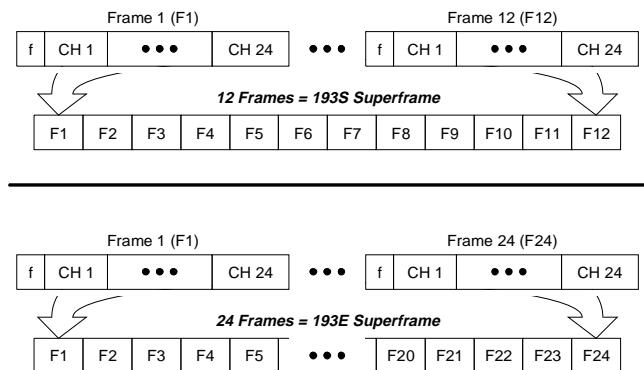 Frame 1 (F1) Frame 12 (F12)
f CH 1 ●●● CH 24 ●●● f CH 1 ●●● CH 24
12 Frames = 193S Superframe
F1 F2 F3 F4 F5 F6 F7 F8 F9 F10 F11 F12
Frame 1 (F1) Frame 24 (F24)
f CH 1 ●●● CH 24 ●●● f CH 1 ●●● CH 24
24 Frames = 193E Superframe
F1 F2 F3 F4 F5 ●●● F20 F21 F22 F23 F24